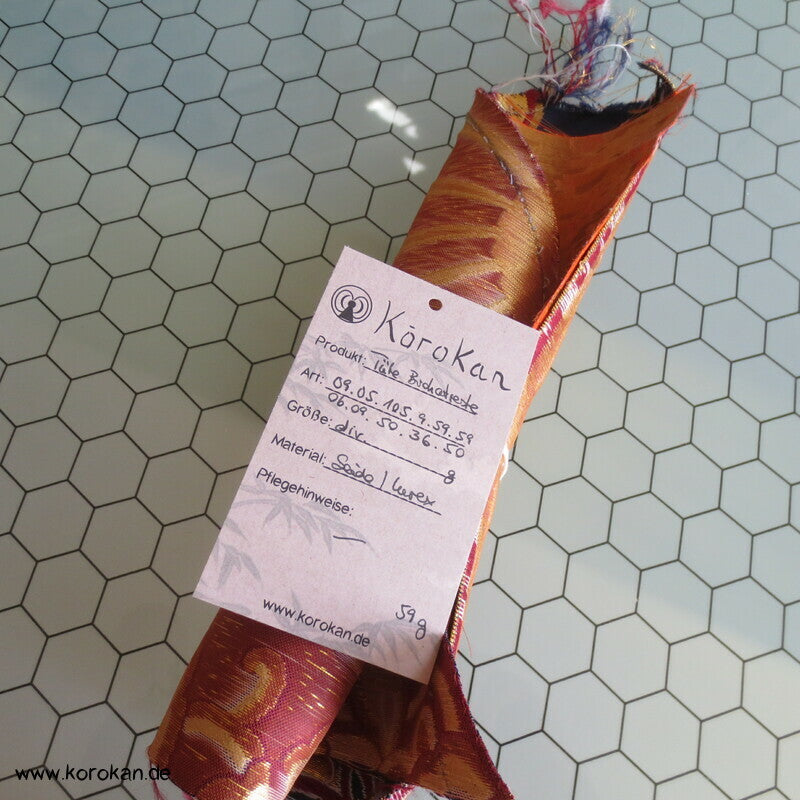 Kōrokan
Produkt: Tüte Brokatreste
Art: 09.05.105.9.59.59
06.09.50.36.50
Größe: div. g
Material: Seide / Lurex
Pflegehinweise: —
59g
www.korokan.de
www.korokan.de